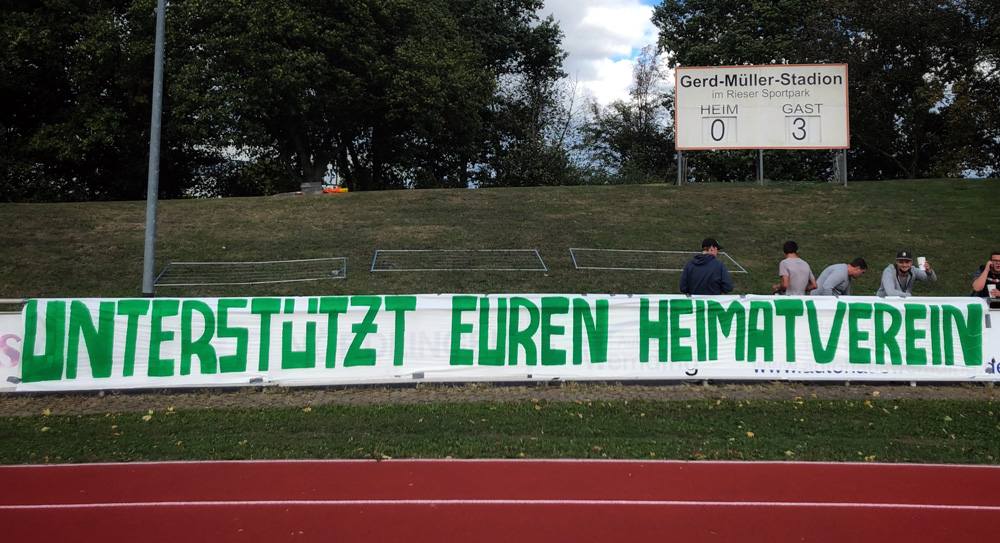 Gerd-Müller-Stadion
im Rieser Sportpark
HEIM GAST
0 3
UNTERSTÜTZT EUREN HEIMATVEREIN